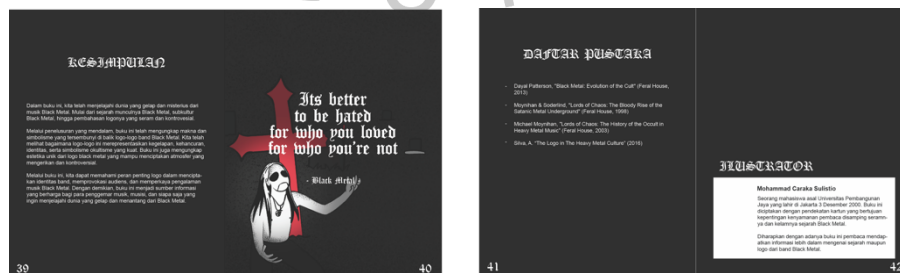 KESIMPULAN
Dalam buku ini, kita telah menjelajahi dunia yang gelap dan misterius dari
musik Black Metal. Mulai dari sejarah munculnya Black Metal, subkultur
Black Metal, hingga pembahasan logonya yang seram dan kontroversial.
Melalui penelusuran yang mendalam, buku ini telah mengungkap makna dan
simbolisme yang tersembunyi di balik logo-logo band Black Metal. Kita telah
melihat bagaimana logo-logo ini merepresentasikan kegelapan, kehancuran,
identitas, serta simbolisme okultisme yang kuat. Buku ini juga mengungkap
estetika unik dari logo black metal yang mampu menciptakan atmosfer yang
mengerikan dan kontroversial.
Melalui buku ini, kita dapat memahami peran penting logo dalam mencipta-
kan identitas band, memprovokasi audiens, dan memperkaya pengalaman
musik Black Metal. Dengan demikian, buku ini menjadi sumber informasi
yang berharga bagi para penggemar musik, musisi, dan siapa saja yang
ingin menjelajahi dunia yang gelap dan menantang dari Black Metal.
39
Its better
to be hated
for who you loved
for who you're not
- Black Metal
40
DAFTAR PUSTAKA
- Dayal Patterson, "Black Metal: Evolution of the Cult" (Feral House,
2013)
- Moynihan & Soderlind, "Lords of Chaos: The Bloody Rise of the
Satanic Metal Underground" (Feral House, 1998)
- Michael Moynihan, "Lords of Chaos: The History of the Occult in
Heavy Metal Music" (Feral House, 2003)
- Silva, A, "The Logo in The Heavy Metal Culture" (2016)
41
ILUSTRATOR
Mohammad Caraka Sulistio
Seorang mahasiswa asal Universitas Pembangunan
Jaya yang lahir di Jakarta 3 Desember 2000. Buku ini
diciptakan dengan pendekatan kartun yang bertujuan
kepentingan kenyamanan pembaca disamping seramn-
ya dan kelamnya sejarah Black Metal.
Diharapkan dengan adanya buku ini pembaca mendap-
atkan informasi lebih dalam mengenai sejarah maupun
logo dari band Black Metal.
42